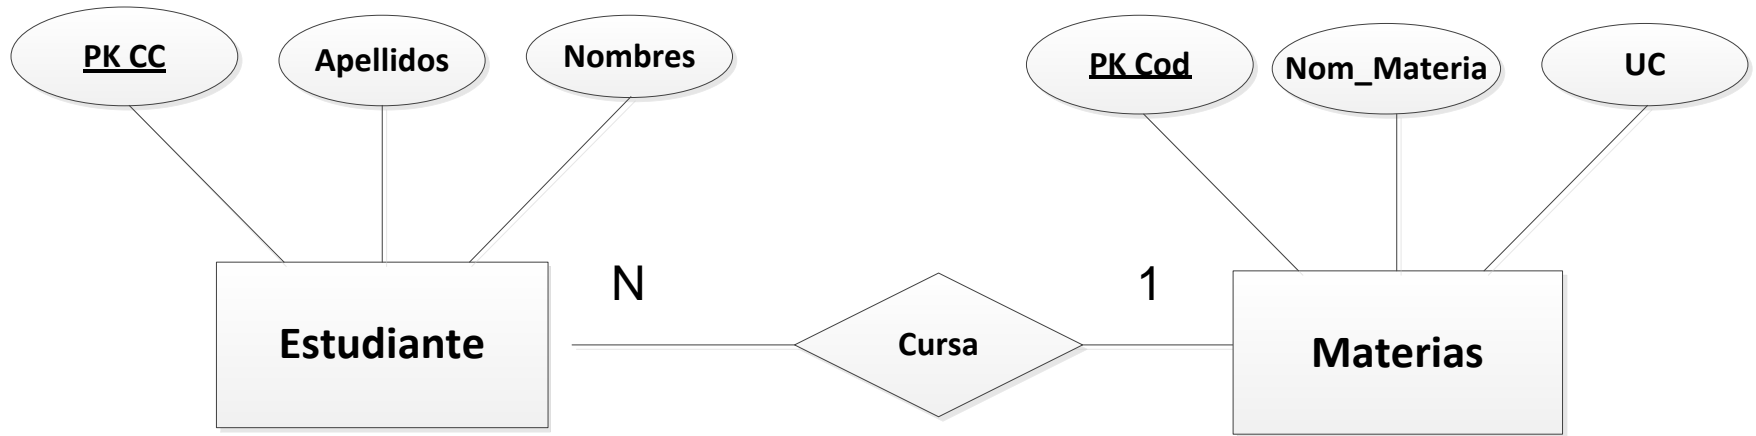 PK CC
Apellidos
Nombres
PK Cod
Nom_Materia
UC
N
1
Estudiante
Cursa
Materias